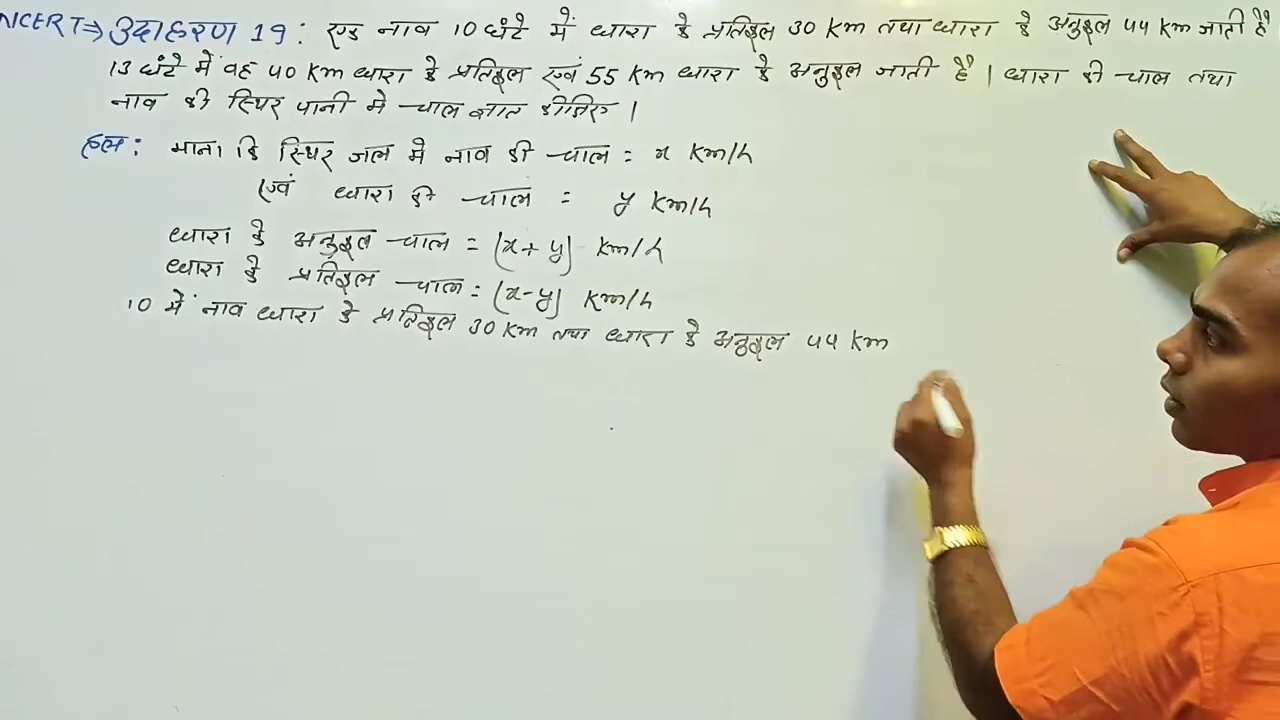 NCERT⇒ उदाहरण 19 : एक नाव 10 घंटे में धारा के प्रतिकूल 30 Km तथा धारा के अनुकूल 44 Km जाती है
13 घंटे में वह 40 Km धारा के प्रतिकूल एवं 55 Km धारा के अनुकूल जाती है । धारा की चाल तथा
नाव की स्थिर पानी में चाल ज्ञात कीजिए ।
हल : माना कि स्थिर जल में नाव की चाल = x Km/h
एवं धारा की चाल = y Km/h
धारा के अनुकूल चाल = (x + y) Km/h
धारा के प्रतिकूल चाल = (x - y) Km/h
10 में नाव धारा के प्रतिकूल 30 Km तथा धारा के अनुकूल 44 Km